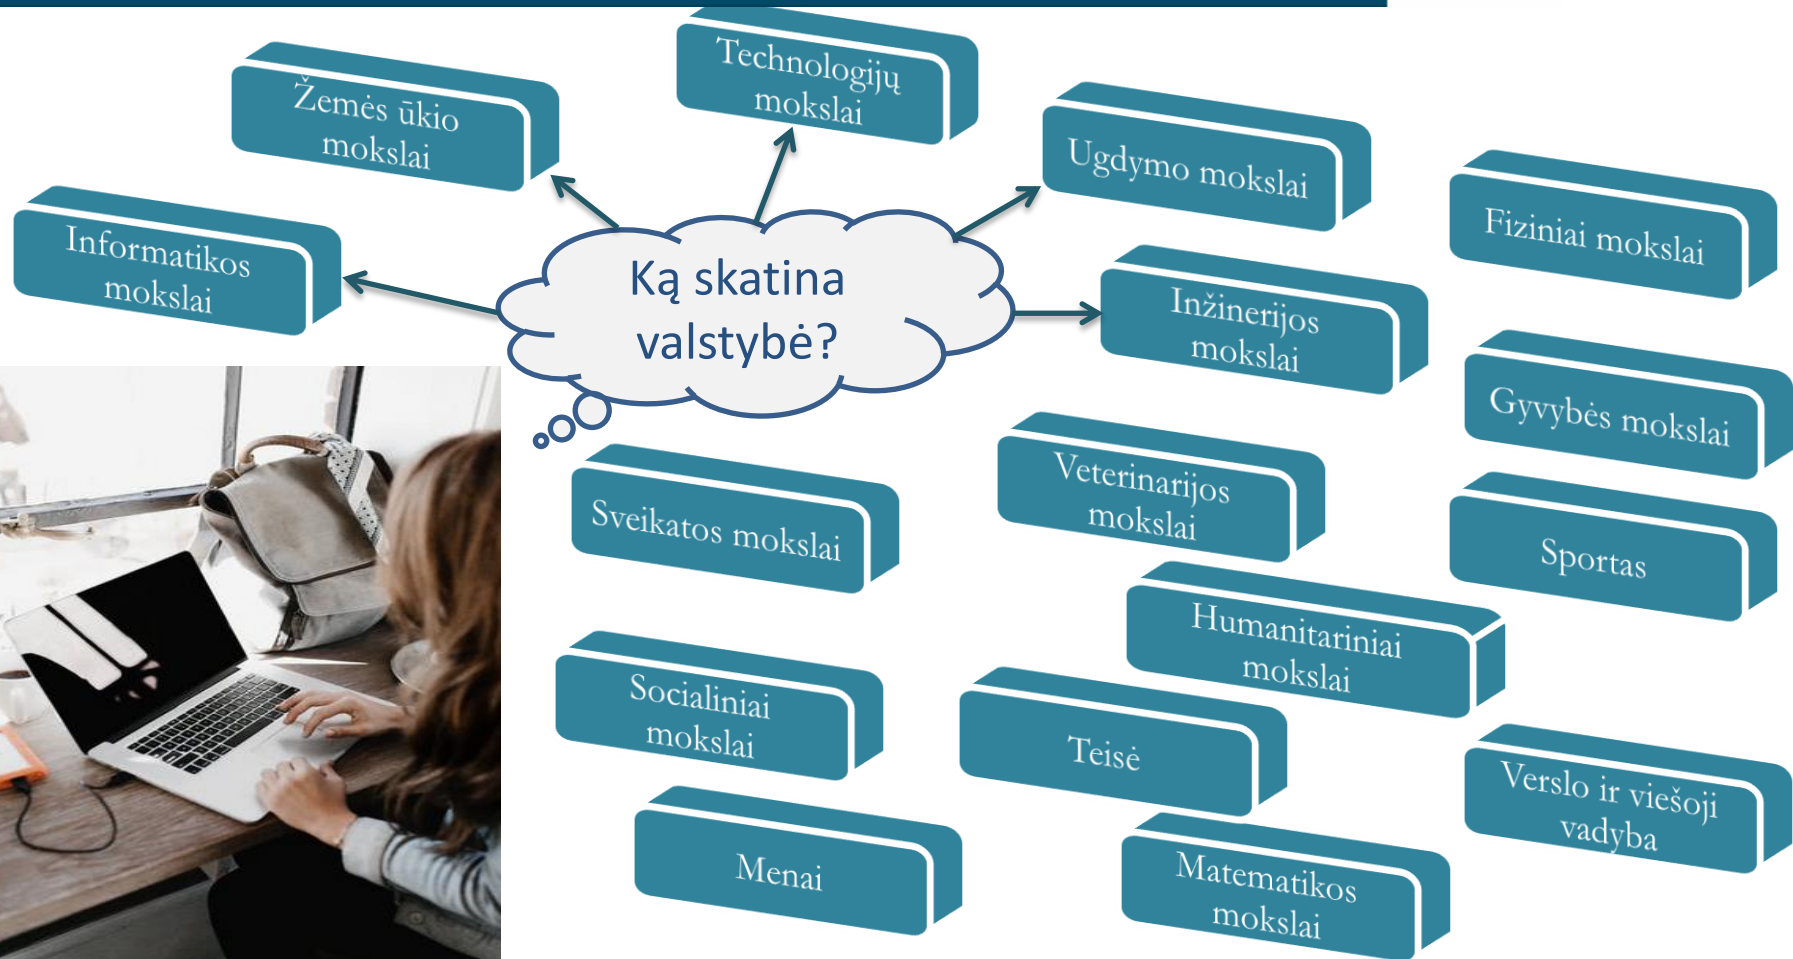 Technologijų
mokslai
Žemės ūkio
mokslai
Ugdymo mokslai
Fiziniai mokslai
Informatikos
mokslai
Ką skatina
valstybė?
Inžinerijos
mokslai
Gyvybės mokslai
Veterinarijos
mokslai
Sveikatos mokslai
Sportas
Humanitariniai
mokslai
Socialiniai
mokslai
Teisė
Verslo ir viešoji
vadyba
Menai
Matematikos
mokslai